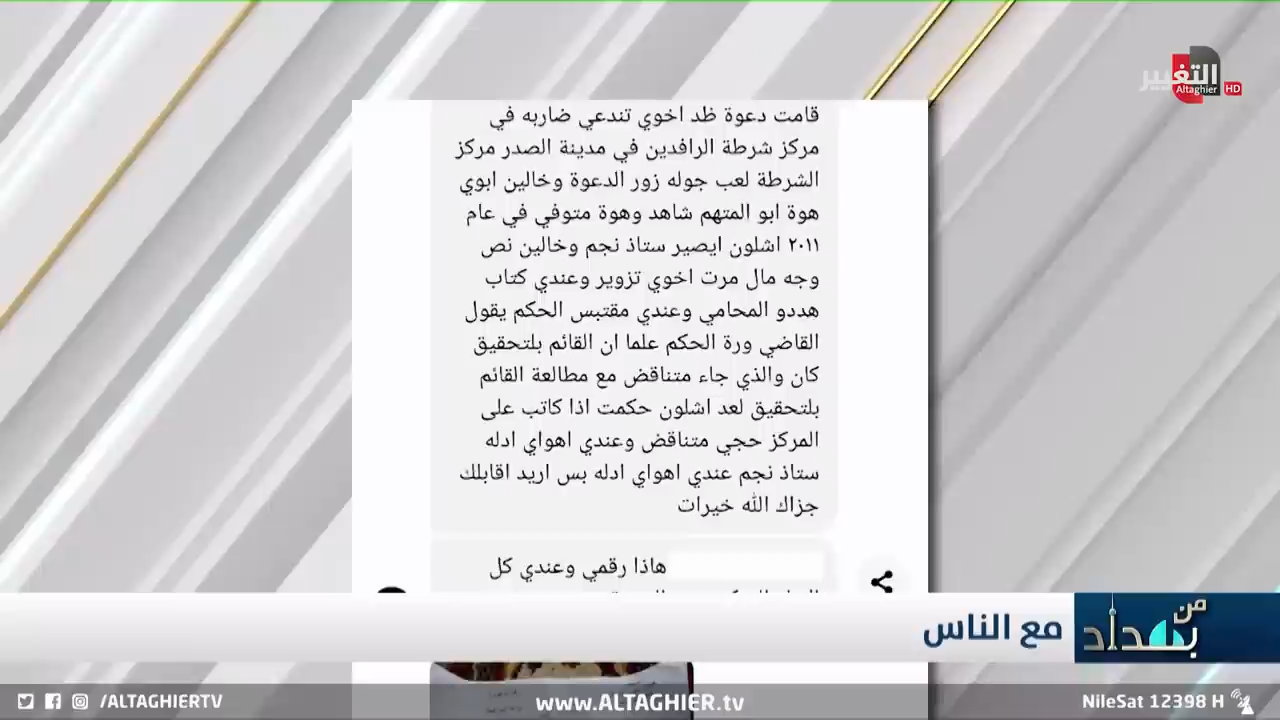 التغيير
Altaghier HD
قامت دعوة ظد اخوي تندعي ضاربه في
مركز شرطة الرافدين في مدينة الصدر مركز
الشرطة لعب جوله زور الدعوة وخالين ابوي
هوة ابو المتهم شاهد وهوة متوفي في عام
٢٠١١ اشلون ايصير ستاذ نجم وخالين نص
وجه مال مرت اخوي تزوير وعندي كتاب
هددو المحامي وعندي مقتبس الحكم يقول
القاضي ورة الحكم علما ان القائم بلتحقيق
كان والذي جاء متناقض مع مطالعة القائم
بلتحقيق لعد اشلون حكمت اذا كاتب على
المركز حجي متناقض وعندي اهواي ادله
ستاذ نجم عندي اهواي ادله بس اريد اقابلك
جزاك الله خيرات
هاذا رقمي وعندي كل
من بغداد
مع الناس
/ALTAGHIERTV
www.ALTAGHIER.tv
NileSat 12398 H